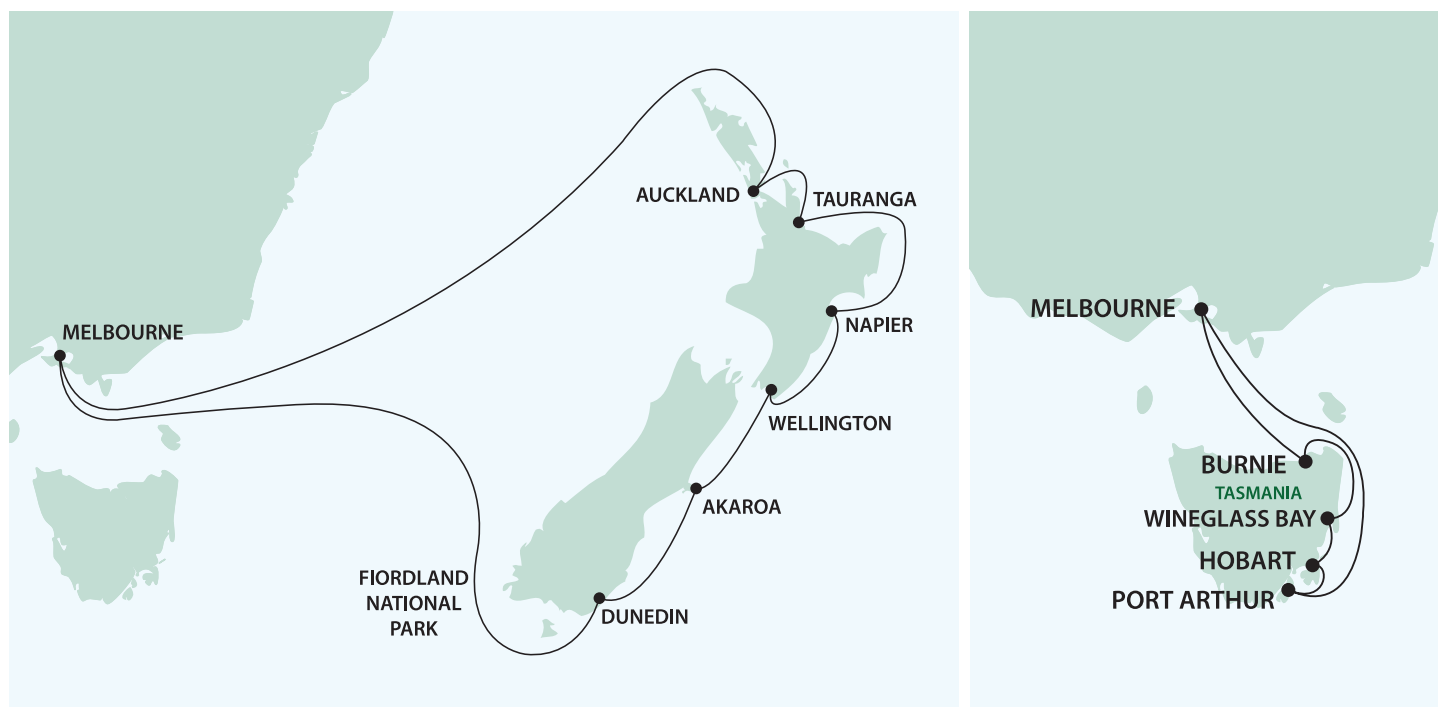 AUCKLAND
TAURANGA
MELBOURNE
NAPIER
WELLINGTON
AKAROA
FIORDLAND
NATIONAL
PARK
DUNEDIN
MELBOURNE
BURNIE
TASMANIA
WINEGLASS BAY
HOBART
PORT ARTHUR